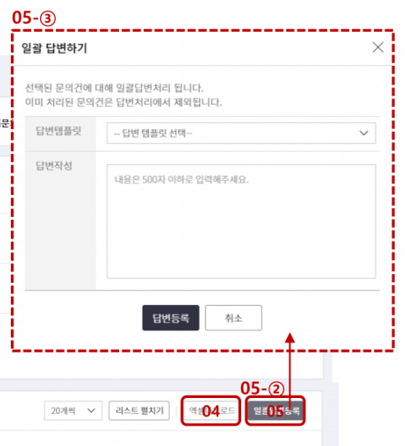 05-③
일괄 답변하기
선택된 문의건에 대해 일괄답변처리 됩니다.
이미 처리된 문의건은 답변처리에서 제외됩니다.
답변템플릿
-- 답변 템플릿 선택--
답변작성
내용은 500자 이하로 입력해주세요.
답변등록
취소
05-②
20개씩
리스트 펼치기
04
05